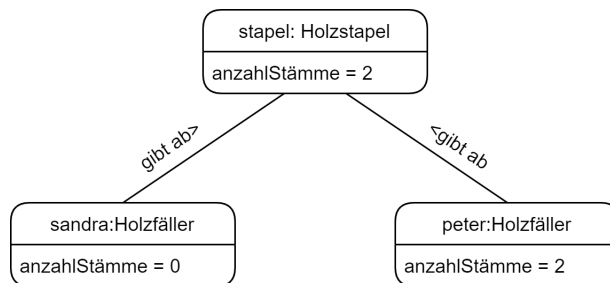 stapel: Holzstapel
anzahlStämme = 2
gibt ab>
<gibt ab
sandra:Holzfäller
anzahlStämme = 0
peter:Holzfäller
anzahlStämme = 2